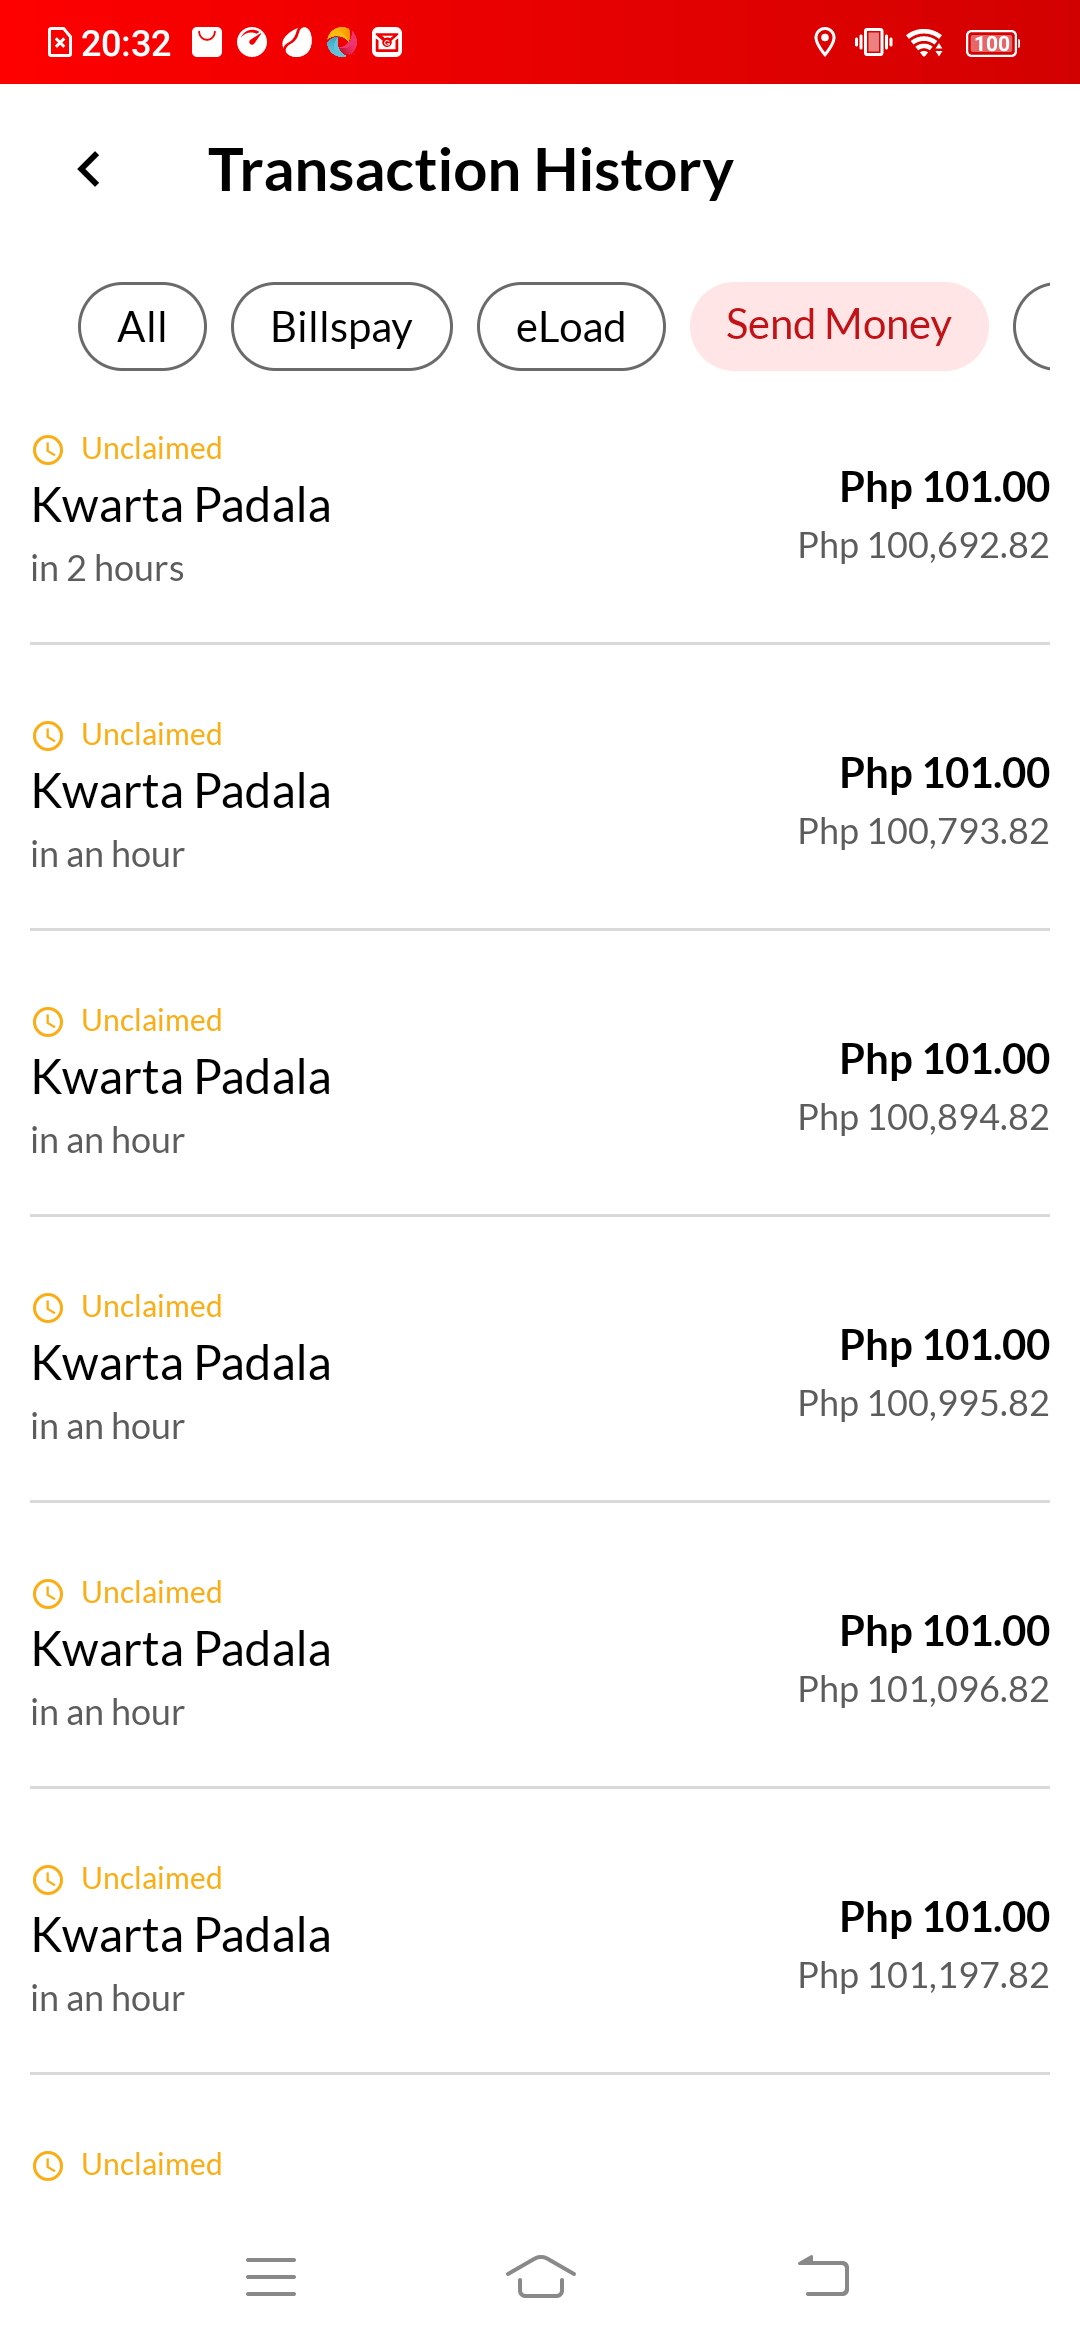 20:32
100
Transaction History
All
Billspay
eLoad
Send Money
Unclaimed
Kwarta Padala
in 2 hours
Php 101.00
Php 100,692.82
Unclaimed
Kwarta Padala
in an hour
Php 101.00
Php 100,793.82
Unclaimed
Kwarta Padala
in an hour
Php 101.00
Php 100,894.82
Unclaimed
Kwarta Padala
in an hour
Php 101.00
Php 100,995.82
Unclaimed
Kwarta Padala
in an hour
Php 101.00
Php 101,096.82
Unclaimed
Kwarta Padala
in an hour
Php 101.00
Php 101,197.82
Unclaimed